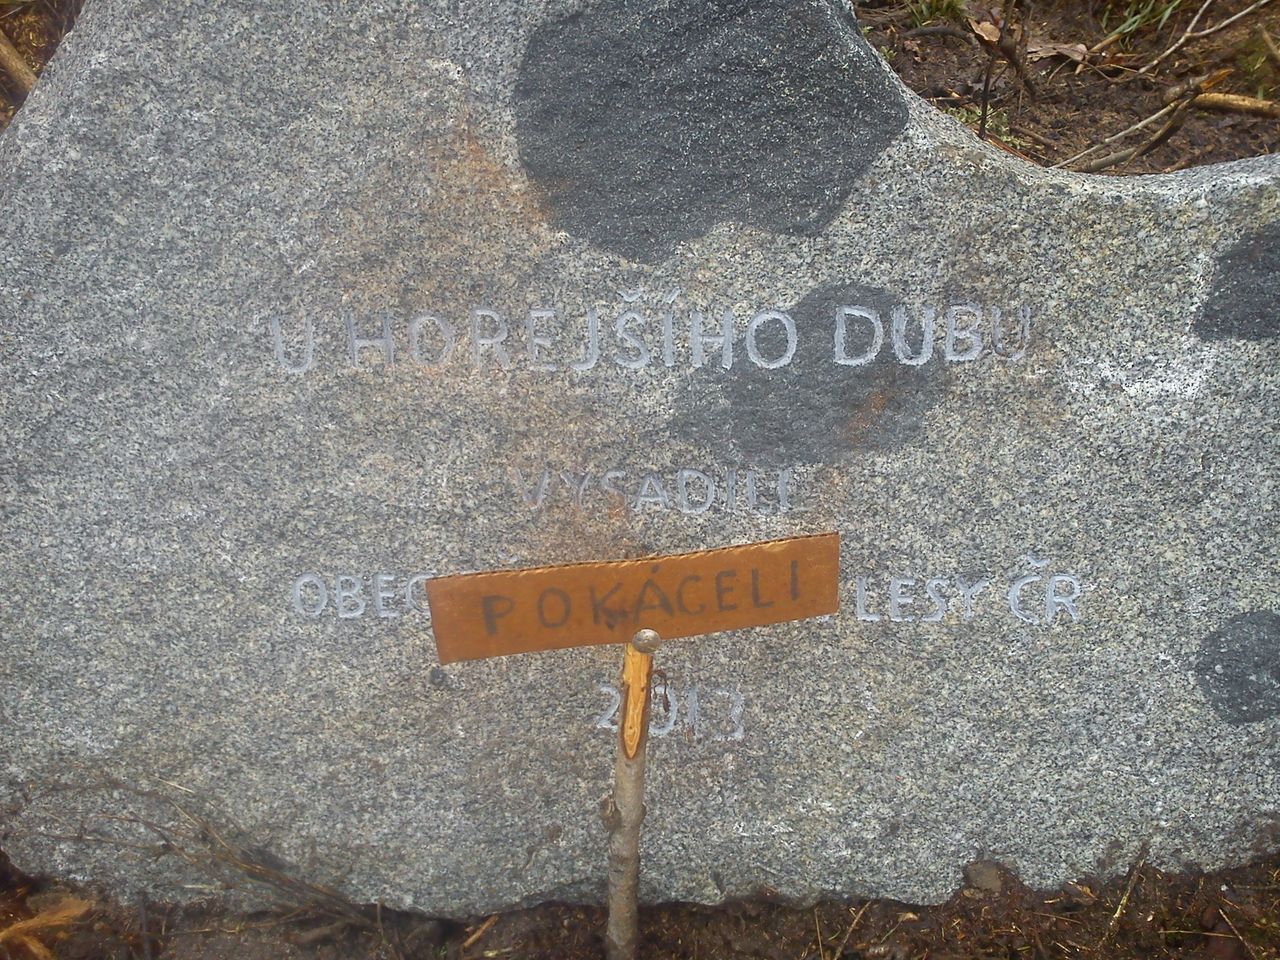 U HOREJŠÍHO DUBU
VYSADILI
OBEC
POKÁCELI
LESY ČR
2013